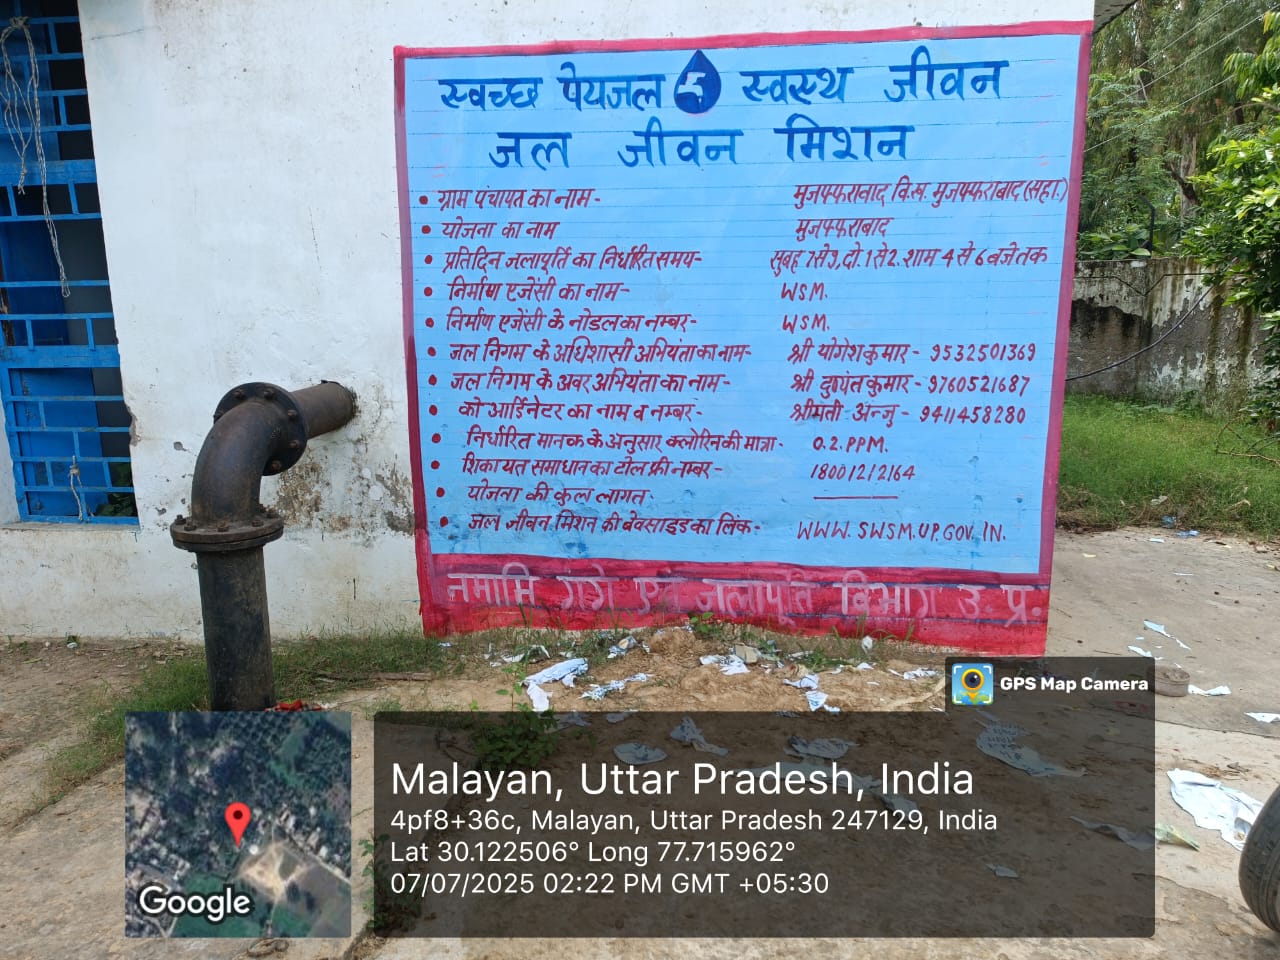 स्वच्छ पेयजल 5 स्वस्थ जीवन
जल जीवन मिशन
• ग्राम पंचायत का नाम- मुजफ्फराबाद वि.ख. मुजफ्फराबाद (सहा.)
• योजना का नाम मुजफ्फराबाद
• प्रतिदिन जलापूर्ति का निर्धारित समय- सुबह 7 से 9, दो. 1 से 2. शाम 4 से 6 बजे तक
• निर्माण एजेंसी का नाम- WSM.
• निर्माण एजेंसी के नोडल का नम्बर- WSM.
• जल निगम के अधिशासी अभियंता का नाम- श्री योगेश कुमार - 9532501369
• जल निगम के अवर अभियंता का नाम- श्री दुष्यंत कुमार - 9760521687
• को आर्डिनेटर का नाम व नम्बर- श्रीमती अन्जु - 9411458280
• निर्धारित मानक के अनुसार क्लोरिन की मात्रा- 0.2. PPM.
• शिकायत समाधान का टोल फ्री नम्बर- 18001212164
• योजना की कुल लागत-
• जल जीवन मिशन की बेवसाइड का लिंक- WWW.SWSM.UP.GOV.IN.
नमामि गंगे एवं जलापूर्ति विभाग उ. प्र.
GPS Map Camera
Malayan, Uttar Pradesh, India
4pf8+36c, Malayan, Uttar Pradesh 247129, India
Lat 30.122506° Long 77.715962°
07/07/2025 02:22 PM GMT +05:30
Google